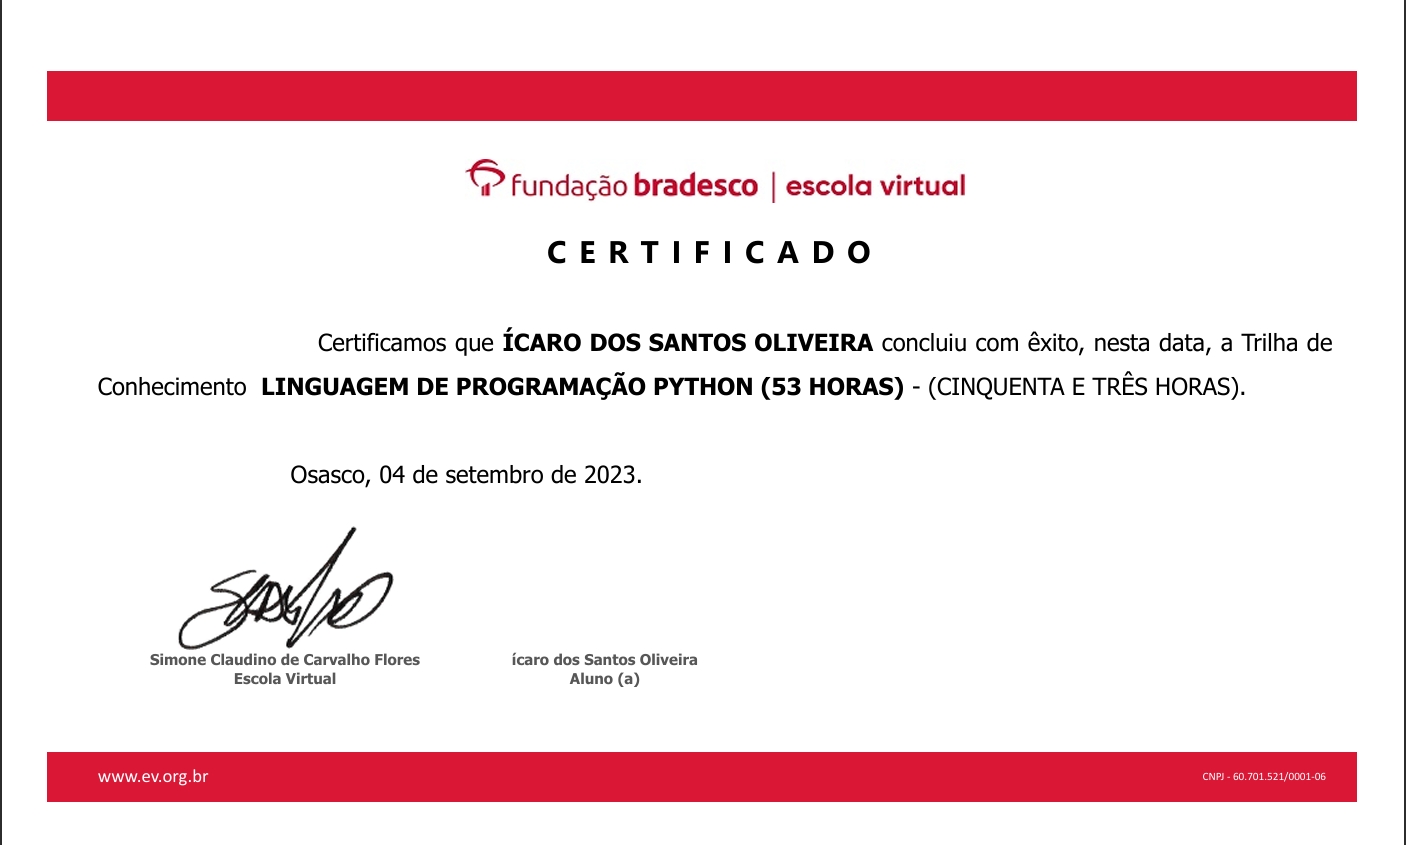 fundação bradesco | escola virtual
CERTIFICADO
Certificamos que ÍCARO DOS SANTOS OLIVEIRA concluiu com êxito, nesta data, a Trilha de
Conhecimento LINGUAGEM DE PROGRAMAÇÃO PYTHON (53 HORAS) - (CINQUENTA E TRÊS HORAS).
Osasco, 04 de setembro de 2023.
Simone Claudino de Carvalho Flores
Escola Virtual
ícaro dos Santos Oliveira
Aluno (a)
www.ev.org.br
CNPJ - 60.701.521/0001-06